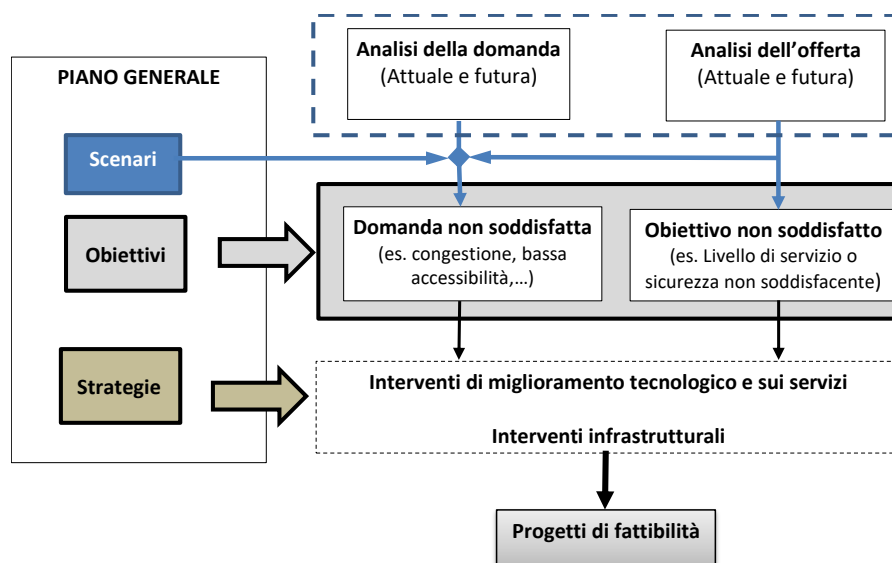 PIANO GENERALE
Scenari
Obiettivi
Strategie
Analisi della domanda
(Attuale e futura)
Analisi dell’offerta
(Attuale e futura)
Domanda non soddisfatta
(es. congestione, bassa
accessibilità,…)
Obiettivo non soddisfatto
(es. Livello di servizio o
sicurezza non soddisfacente)
Interventi di miglioramento tecnologico e sui servizi
Interventi infrastrutturali
Progetti di fattibilità